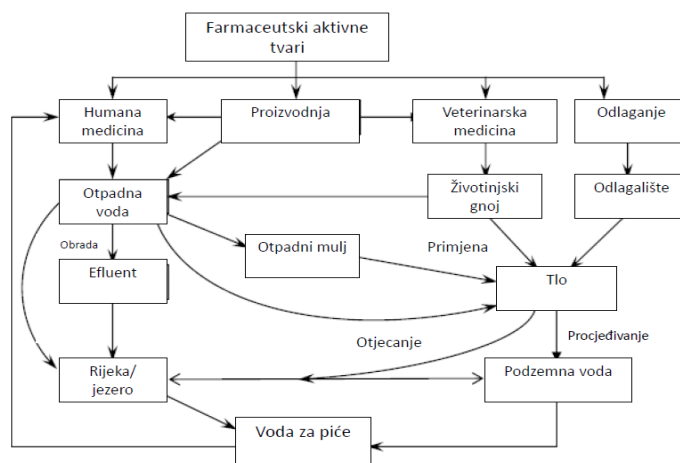 Farmaceutski aktivne
tvari
Humana
medicina
Proizvodnja
Veterinarska
medicina
Odlaganje
Otpadna
voda
Životinjski
gnoj
Odlagalište
Obrada
Otpadni mulj
Primjena
Efluent
Tlo
Otjecanje
Procjeđivanje
Rijeka/
jezero
Podzemna voda
Voda za piće